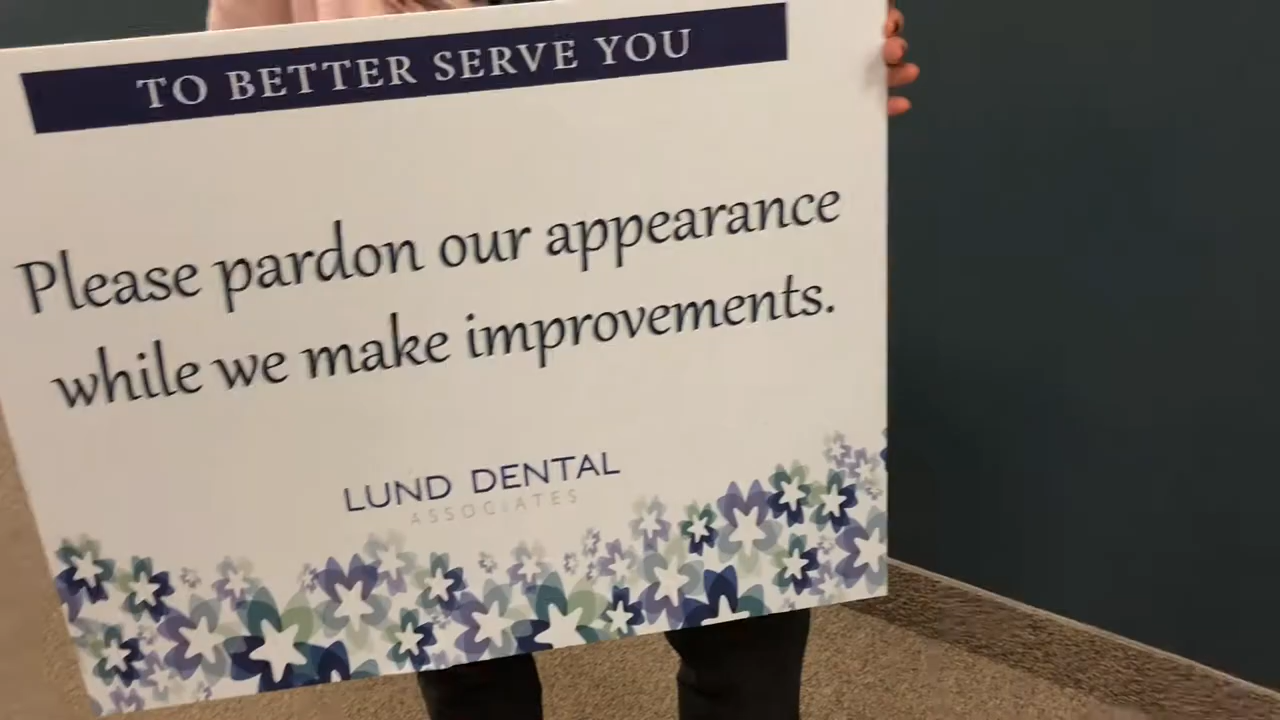 TO BETTER SERVE YOU
Please pardon our appearance
while we make improvements.
LUND DENTAL
ASSOCIATES